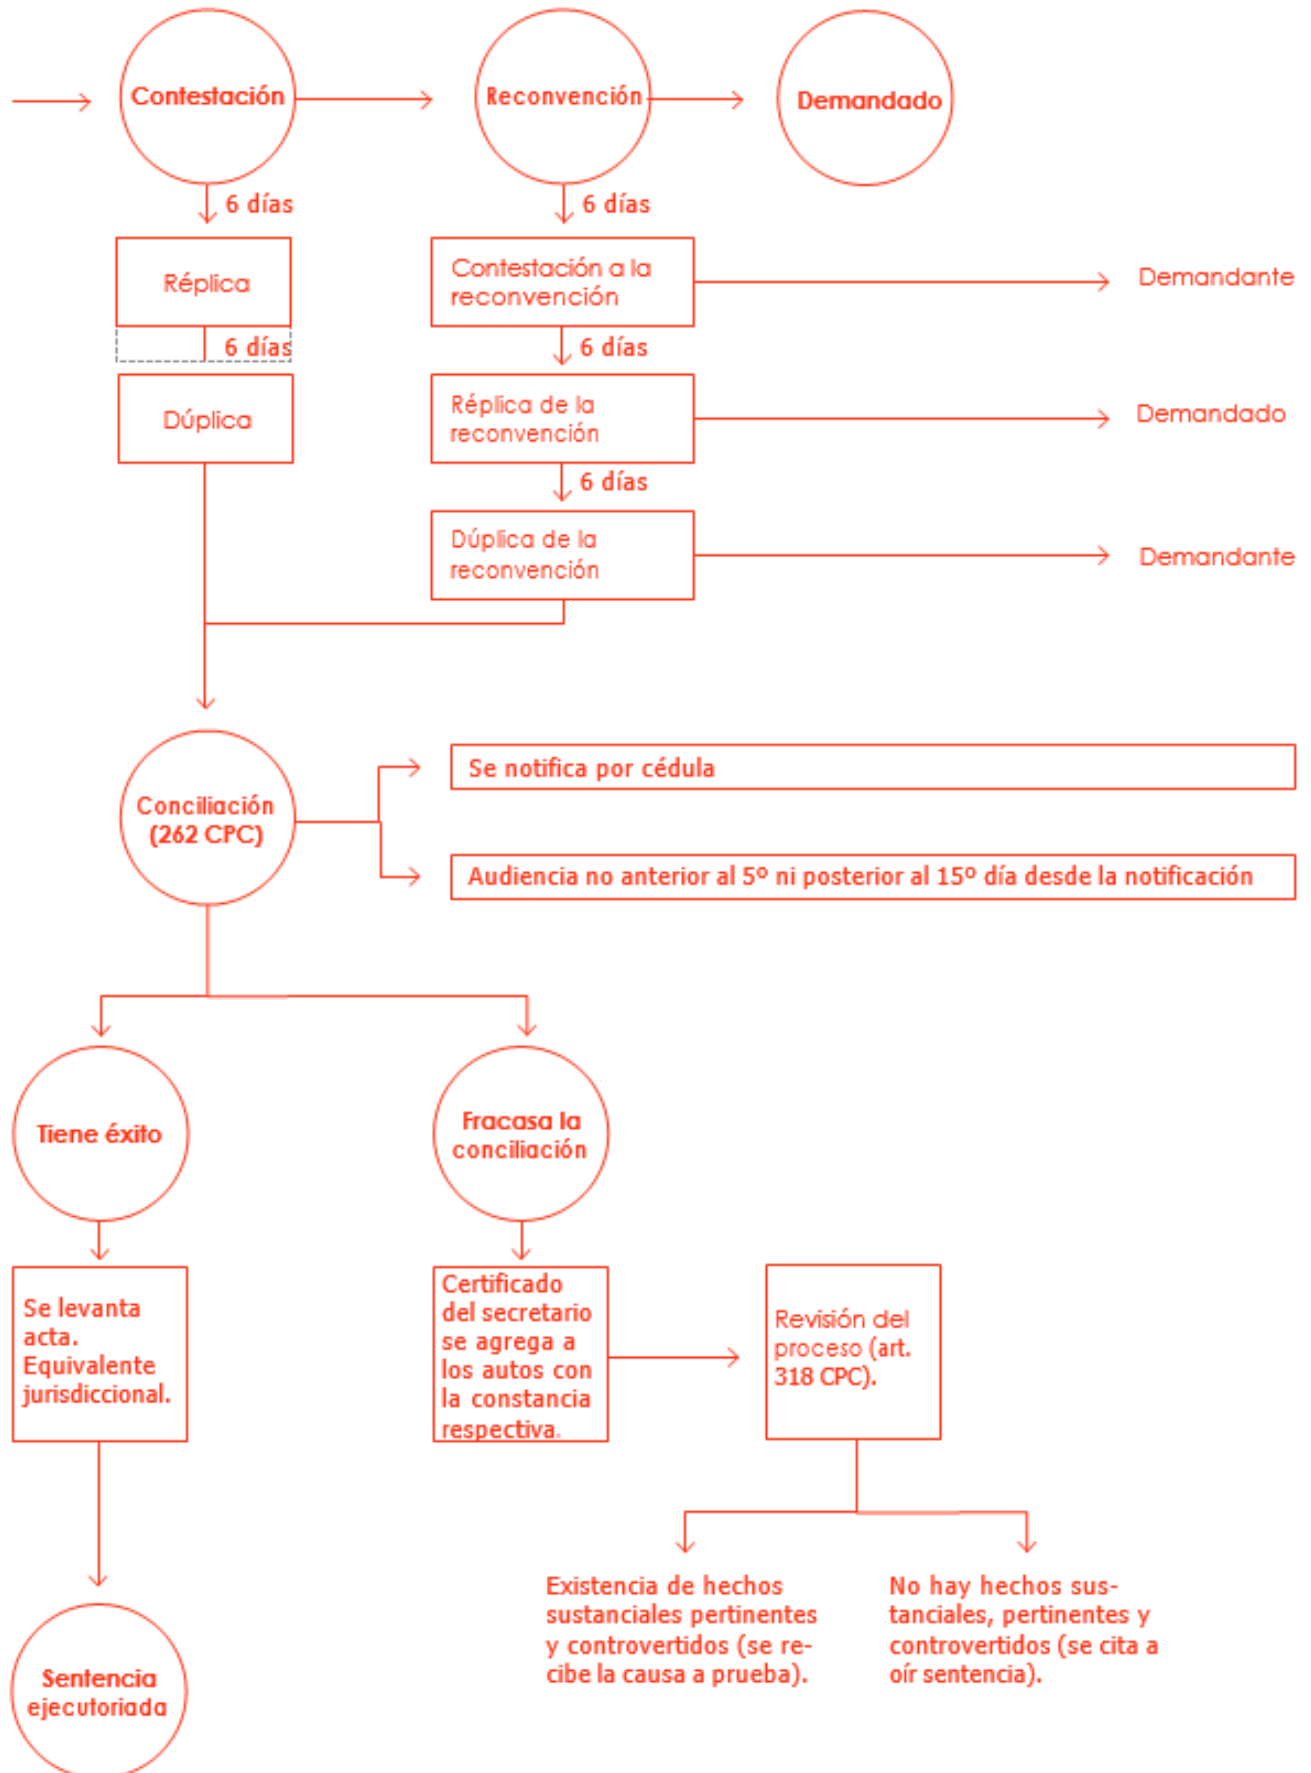 Contestación
Reconvención
Demandado
6 días
6 días
Réplica
Contestación a la
reconvención
Demandante
6 días
6 días
Dúplica
Réplica de la
reconvención
Demandado
6 días
Dúplica de la
reconvención
Demandante
Conciliación
(262 CPC)
Se notifica por cédula
Audiencia no anterior al 5º ni posterior al 15º día desde la notificación
Tiene éxito
Fracasa la
conciliación
Se levanta
acta.
Equivalente
jurisdiccional.
Certificado
del secretario
se agrega a
los autos con
la constancia
respectiva.
Revisión del
proceso (art.
318 CPC).
Existencia de hechos
sustanciales pertinentes
y controvertidos (se re-
cibe la causa a prueba).
No hay hechos sus-
tanciales, pertinentes y
controvertidos (se cita a
oír sentencia).
Sentencia
ejecutoriada